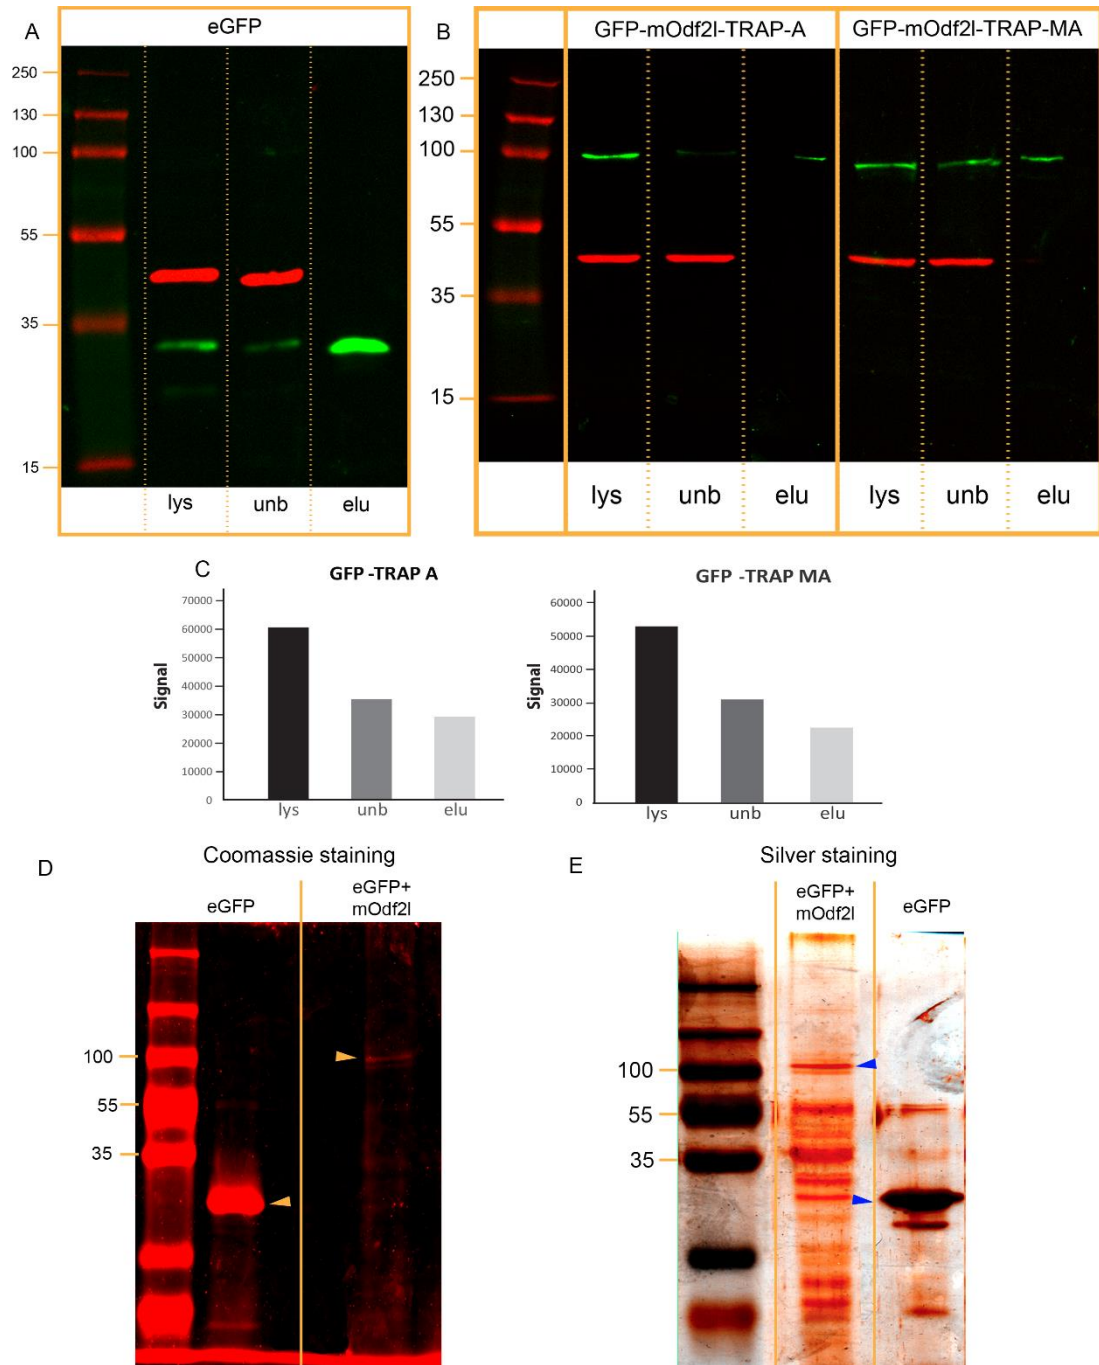 A
eGFP
250
130
100
55
35
15
lys unb elu
B
GFP-mOdf2l-TRAP-A GFP-mOdf2l-TRAP-MA
250
130
100
55
35
15
lys unb elu lys unb elu
C
GFP -TRAP A
Signal
70000
60000
50000
40000
30000
20000
10000
0
lys unb elu
GFP -TRAP MA
Signal
60000
50000
40000
30000
20000
10000
0
lys unb elu
D
Coomassie staining
eGFP
eGFP+
mOdf2l
100
55
35
E
Silver staining
eGFP+
mOdf2l
eGFP
100
55
35